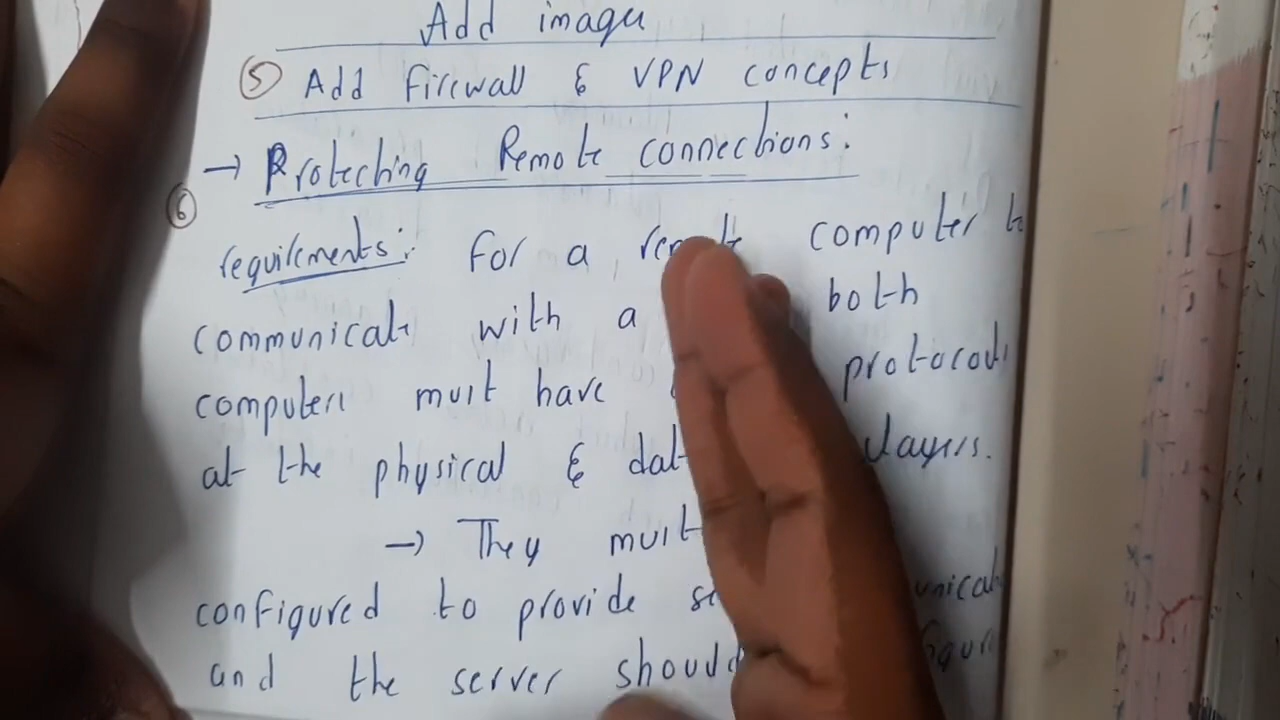 Add image
⑤ Add firewall & VPN concepts
→ Protecting Remote connections:
⑥
requirements: for a remote computer to
communicate with a both
computers must have protocols
at the physical & layers.
→ They must
configured to provide
and the server should